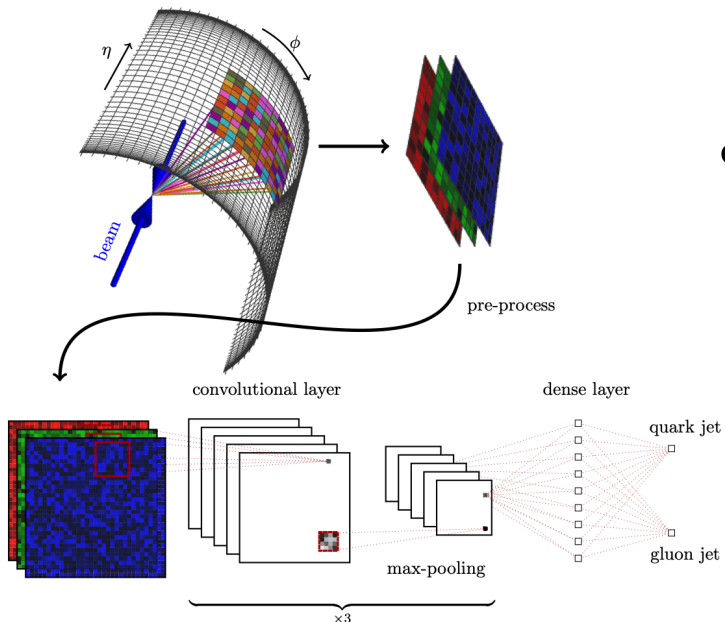 η
ϕ
beam
pre-process
convolutional layer
dense layer
quark jet
gluon jet
max-pooling
×3